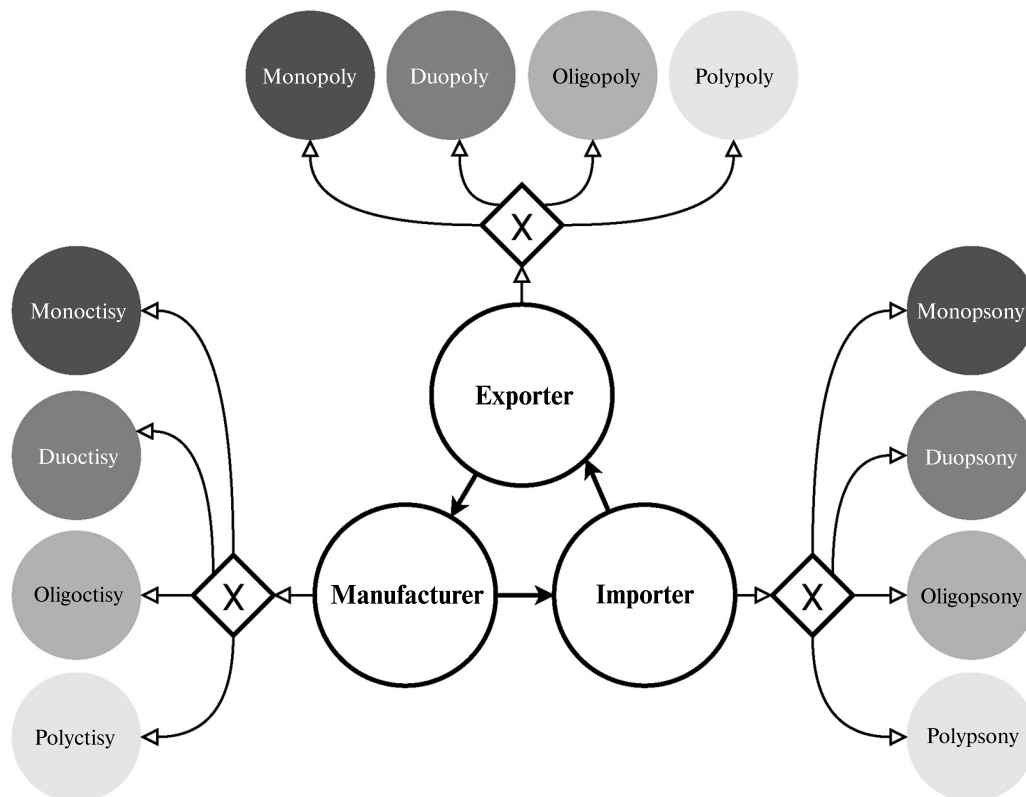 Monopoly
Duopoly
Oligopoly
Polypoly
X
Monoctisy
Monopsony
Exporter
Duoctisy
Duopsony
Oligoctisy
X
Manufacturer
Importer
X
Oligopsony
Polyctisy
Polypsony